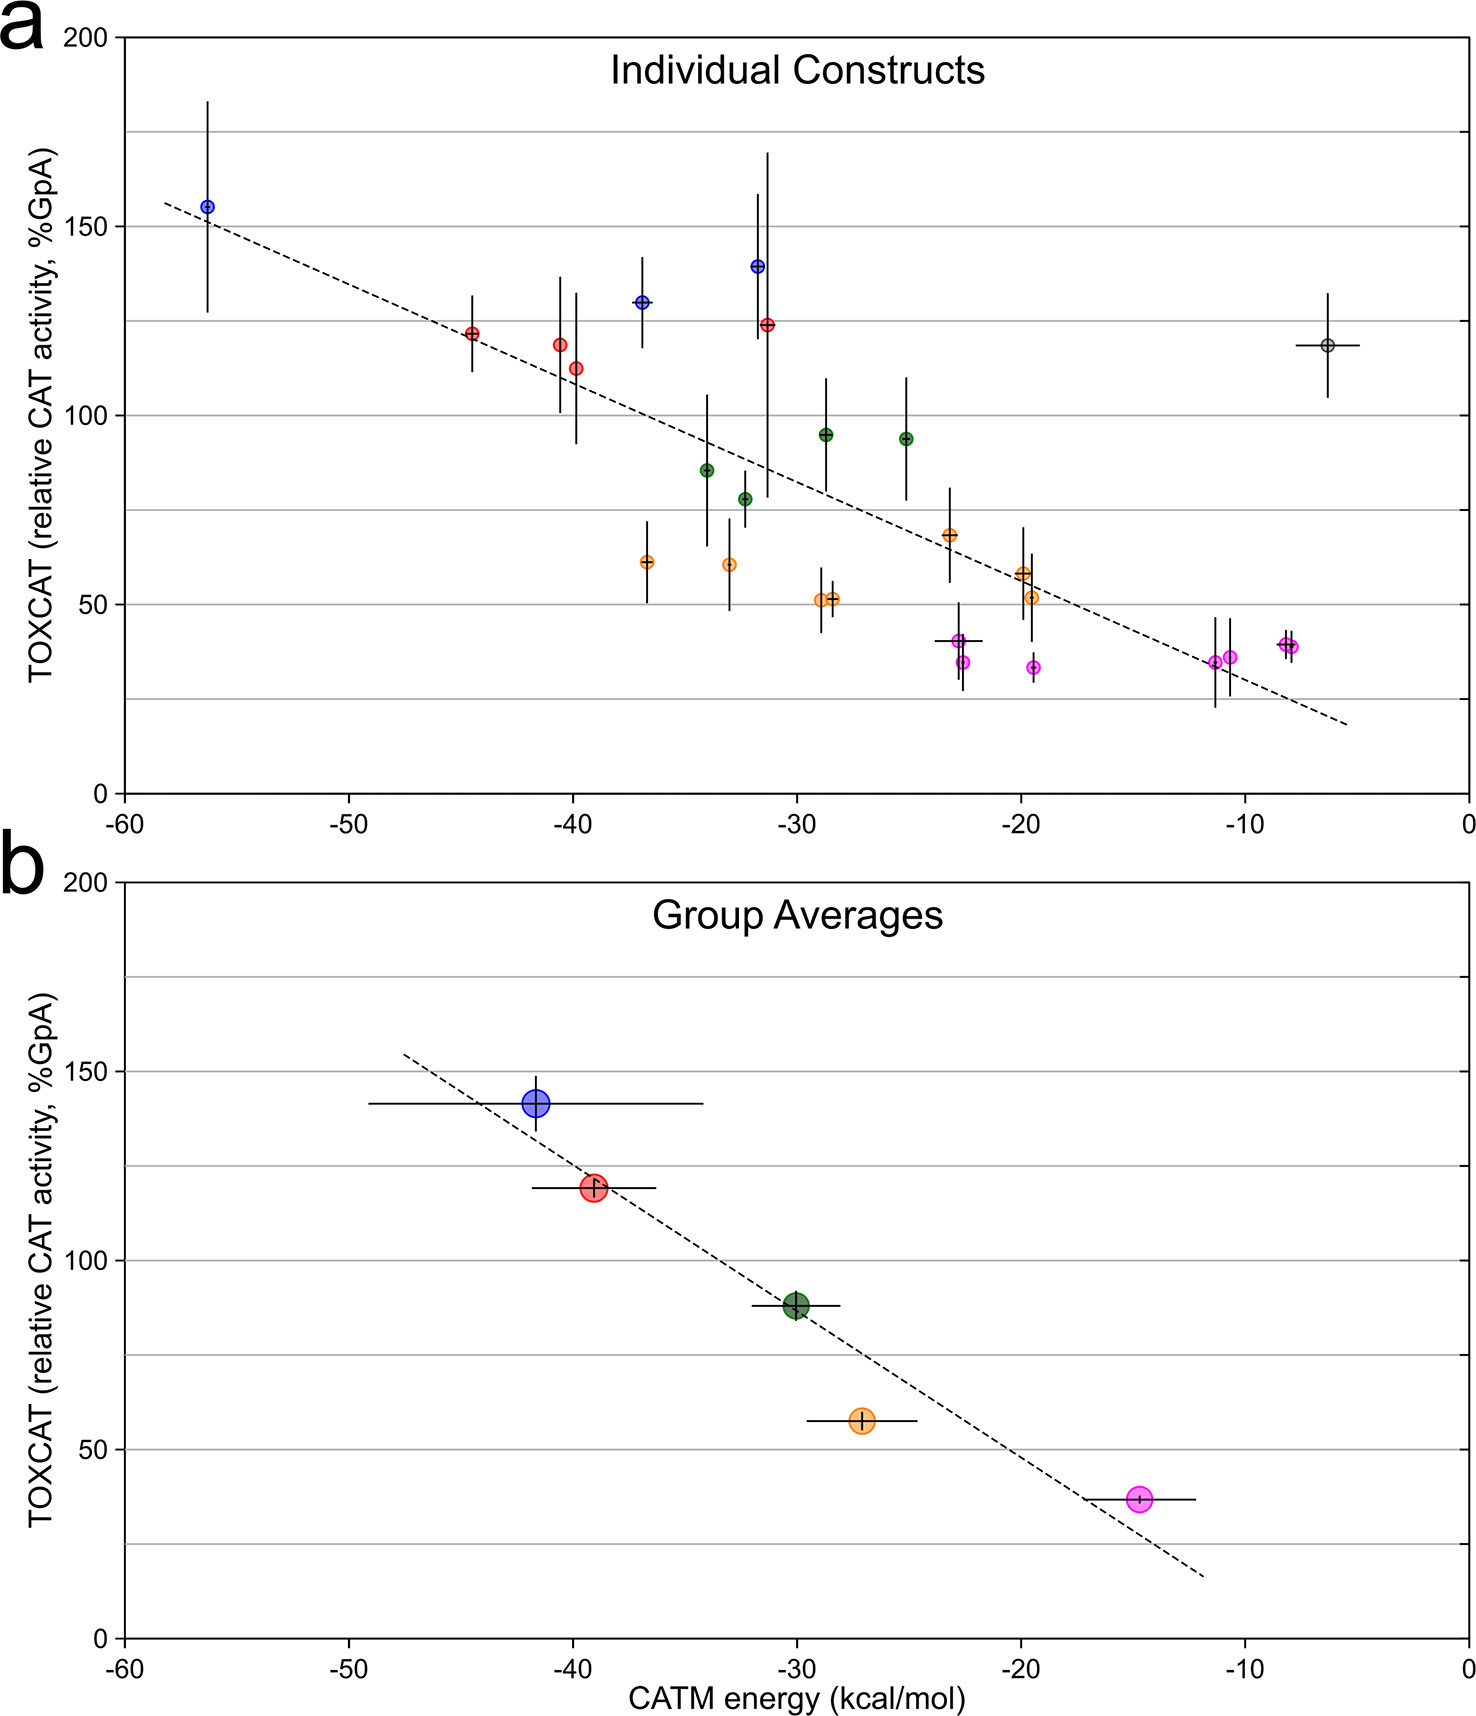 a
Individual Constructs
TOXCAT (relative CAT activity, %GpA)
200
150
100
50
0
-60 -50 -40 -30 -20 -10 0
b
Group Averages
TOXCAT (relative CAT activity, %GpA)
200
150
100
50
0
-60 -50 -40 -30 -20 -10 0
CATM energy (kcal/mol)